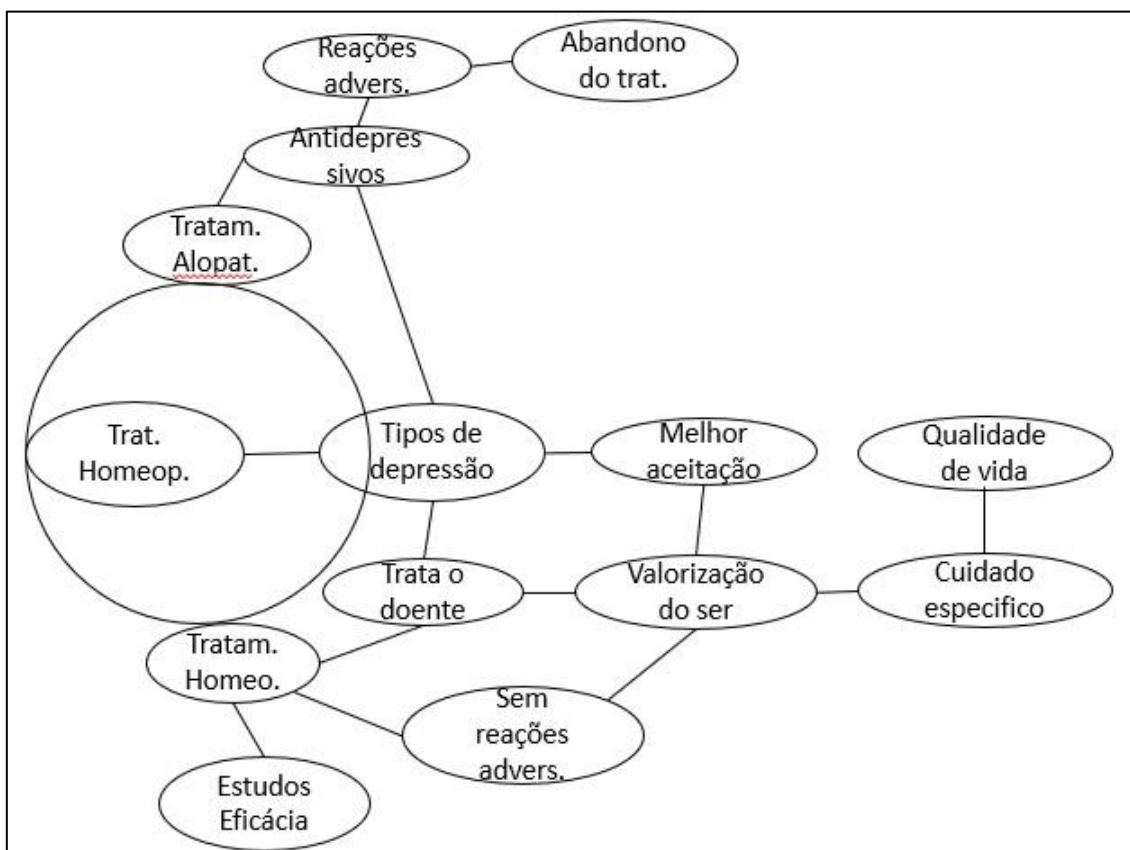 Reações
advers.
Abandono
do trat.
Antidepres
sivos
Tratam.
Alopat.
Trat.
Homeop.
Tipos de
depressão
Melhor
aceitação
Qualidade
de vida
Trata o
doente
Valorização
do ser
Cuidado
especifico
Tratam.
Homeo.
Sem
reações
advers.
Estudos
Eficácia